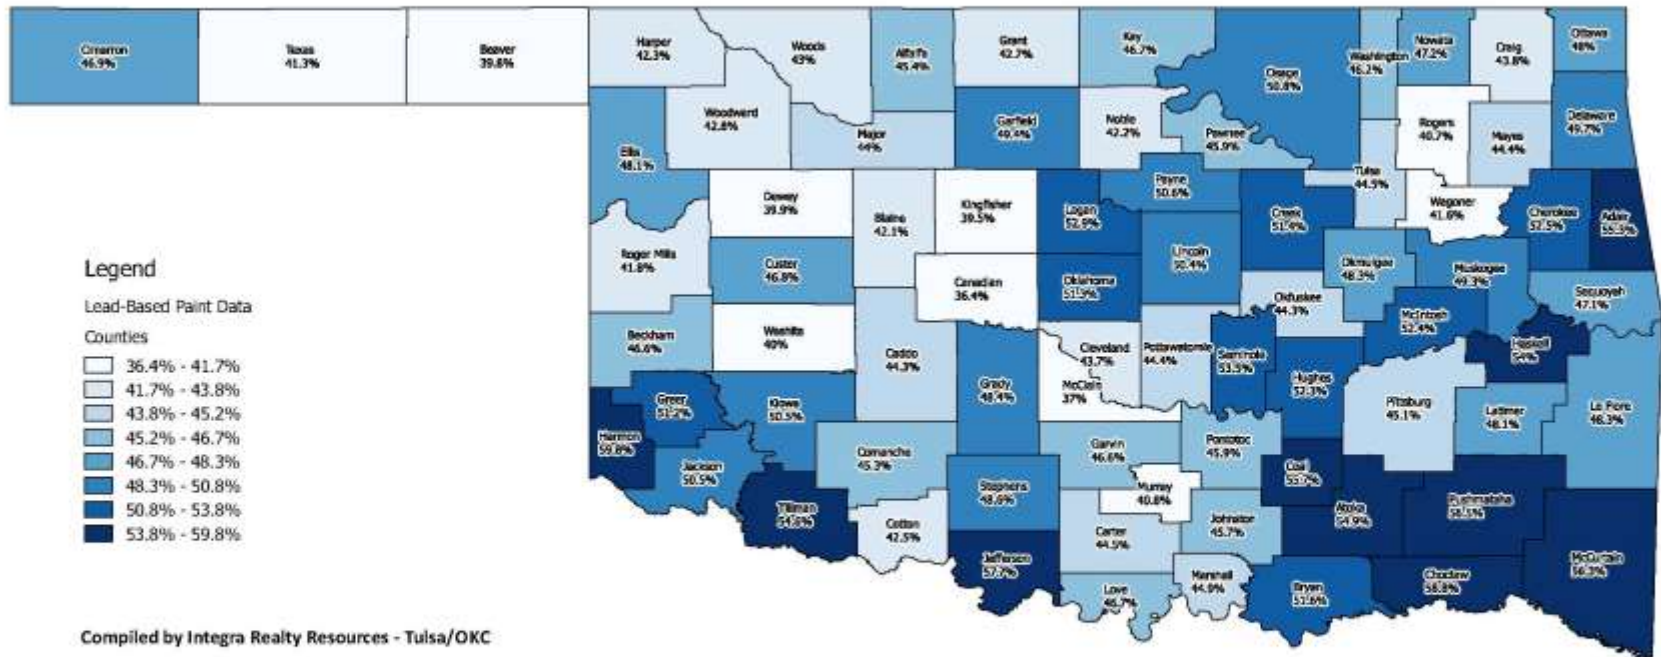 Cimarron
46.9%
Texas
41.3%
Beaver
39.8%
Harper
42.3%
Woods
43%
Alfalfa
45.4%
Grant
42.7%
Kay
46.7%
Osage
50.8%
Washington
46.2%
Nowata
47.2%
Craig
43.8%
Ottawa
48%
Woodward
42.8%
Major
44%
Garfield
49.4%
Noble
42.2%
Pawnee
45.9%
Rogers
40.7%
Mayes
44.4%
Delaware
49.7%
Ellis
48.1%
Dewey
39.9%
Blaine
42.1%
Kingfisher
39.5%
Logan
52.9%
Payne
50.6%
Creek
51.4%
Tulsa
44.9%
Wagoner
41.6%
Cherokee
52.5%
Adair
Roger Mills
41.8%
Custer
46.8%
Canadian
36.4%
Oklahoma
51.9%
Lincoln
50.4%
Okmulgee
48.3%
Muskogee
49.3%
Sequoyah
47.1%
Okfuskee
44.3%
McIntosh
52.4%
Haskell
54%
Beckham
46.6%
Washita
40%
Caddo
44.3%
Grady
48.4%
Cleveland
43.7%
McClain
37%
Pottawatomie
44.4%
Seminole
53.5%
Hughes
52.3%
Pittsburg
45.1%
Latimer
48.1%
Le Flore
48.3%
Harmon
59.8%
Greer
Kiowa
50.5%
Jackson
50.5%
Tillman
54.8%
Comanche
45.3%
Cotton
42.5%
Stephens
48.6%
Jefferson
57.7%
Garvin
46.6%
Murray
40.8%
Carter
44.5%
Love
46.7%
Pontotoc
45.9%
Johnston
45.7%
Marshall
44.9%
Coal
Atoka
54.9%
Bryan
51.6%
Pushmataha
Choctaw
58.8%
McCurtain
Legend
Lead-Based Paint Data
Counties
36.4% - 41.7%
41.7% - 43.8%
43.8% - 45.2%
45.2% - 46.7%
46.7% - 48.3%
48.3% - 50.8%
50.8% - 53.8%
53.8% - 59.8%
Compiled by Integra Realty Resources - Tulsa/OKC